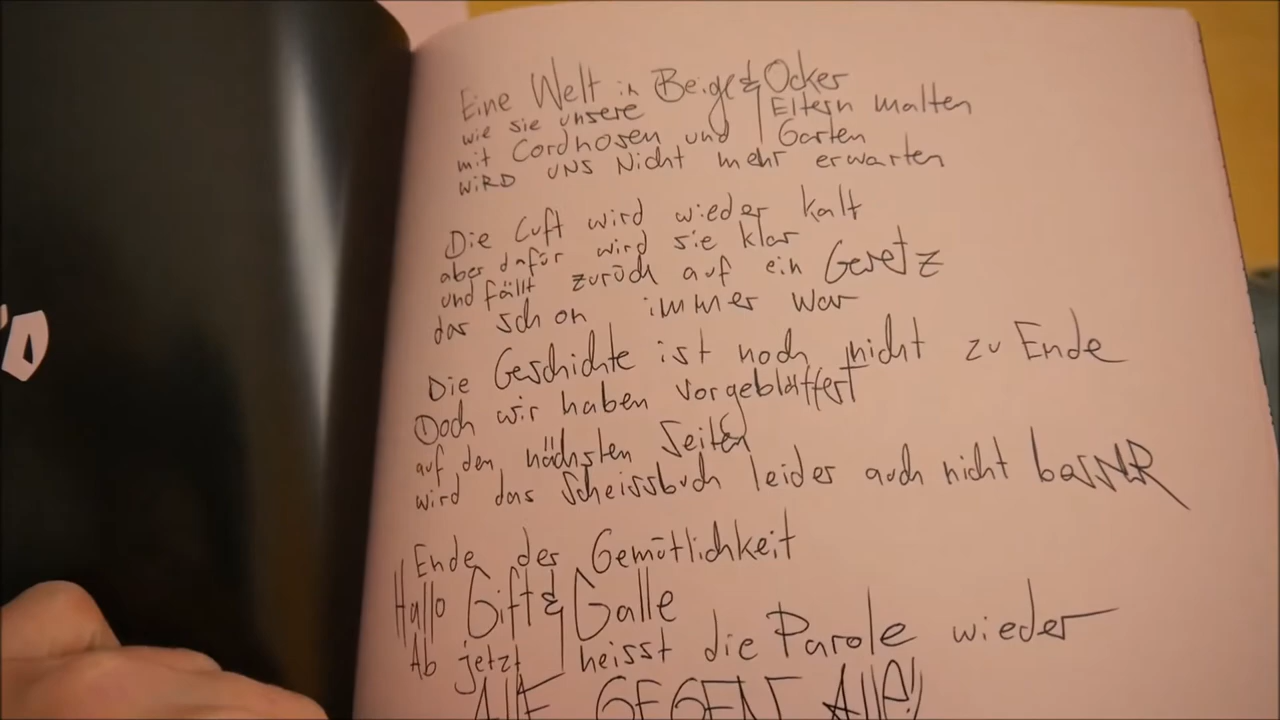 Eine Welt in Beige & Ocker
wie sie unsere Eltern malten
mit Cordhosen und Garten
WiRD UNS Nicht mehr erwarten
Die Luft wird wieder kalt
aber dafür wird sie klar
und fällt zurück auf ein Gesetz
das schon immer war
Die Geschichte ist noch nicht zu Ende
Doch wir haben vorgeblättert
auf den nächsten Seiten
wird das Scheissbuch leider auch nicht bessER
Ende der Gemütlichkeit
Hallo Gift & Galle
Ab jetzt heisst die Parole wieder
ALLE GEGEN Alle!